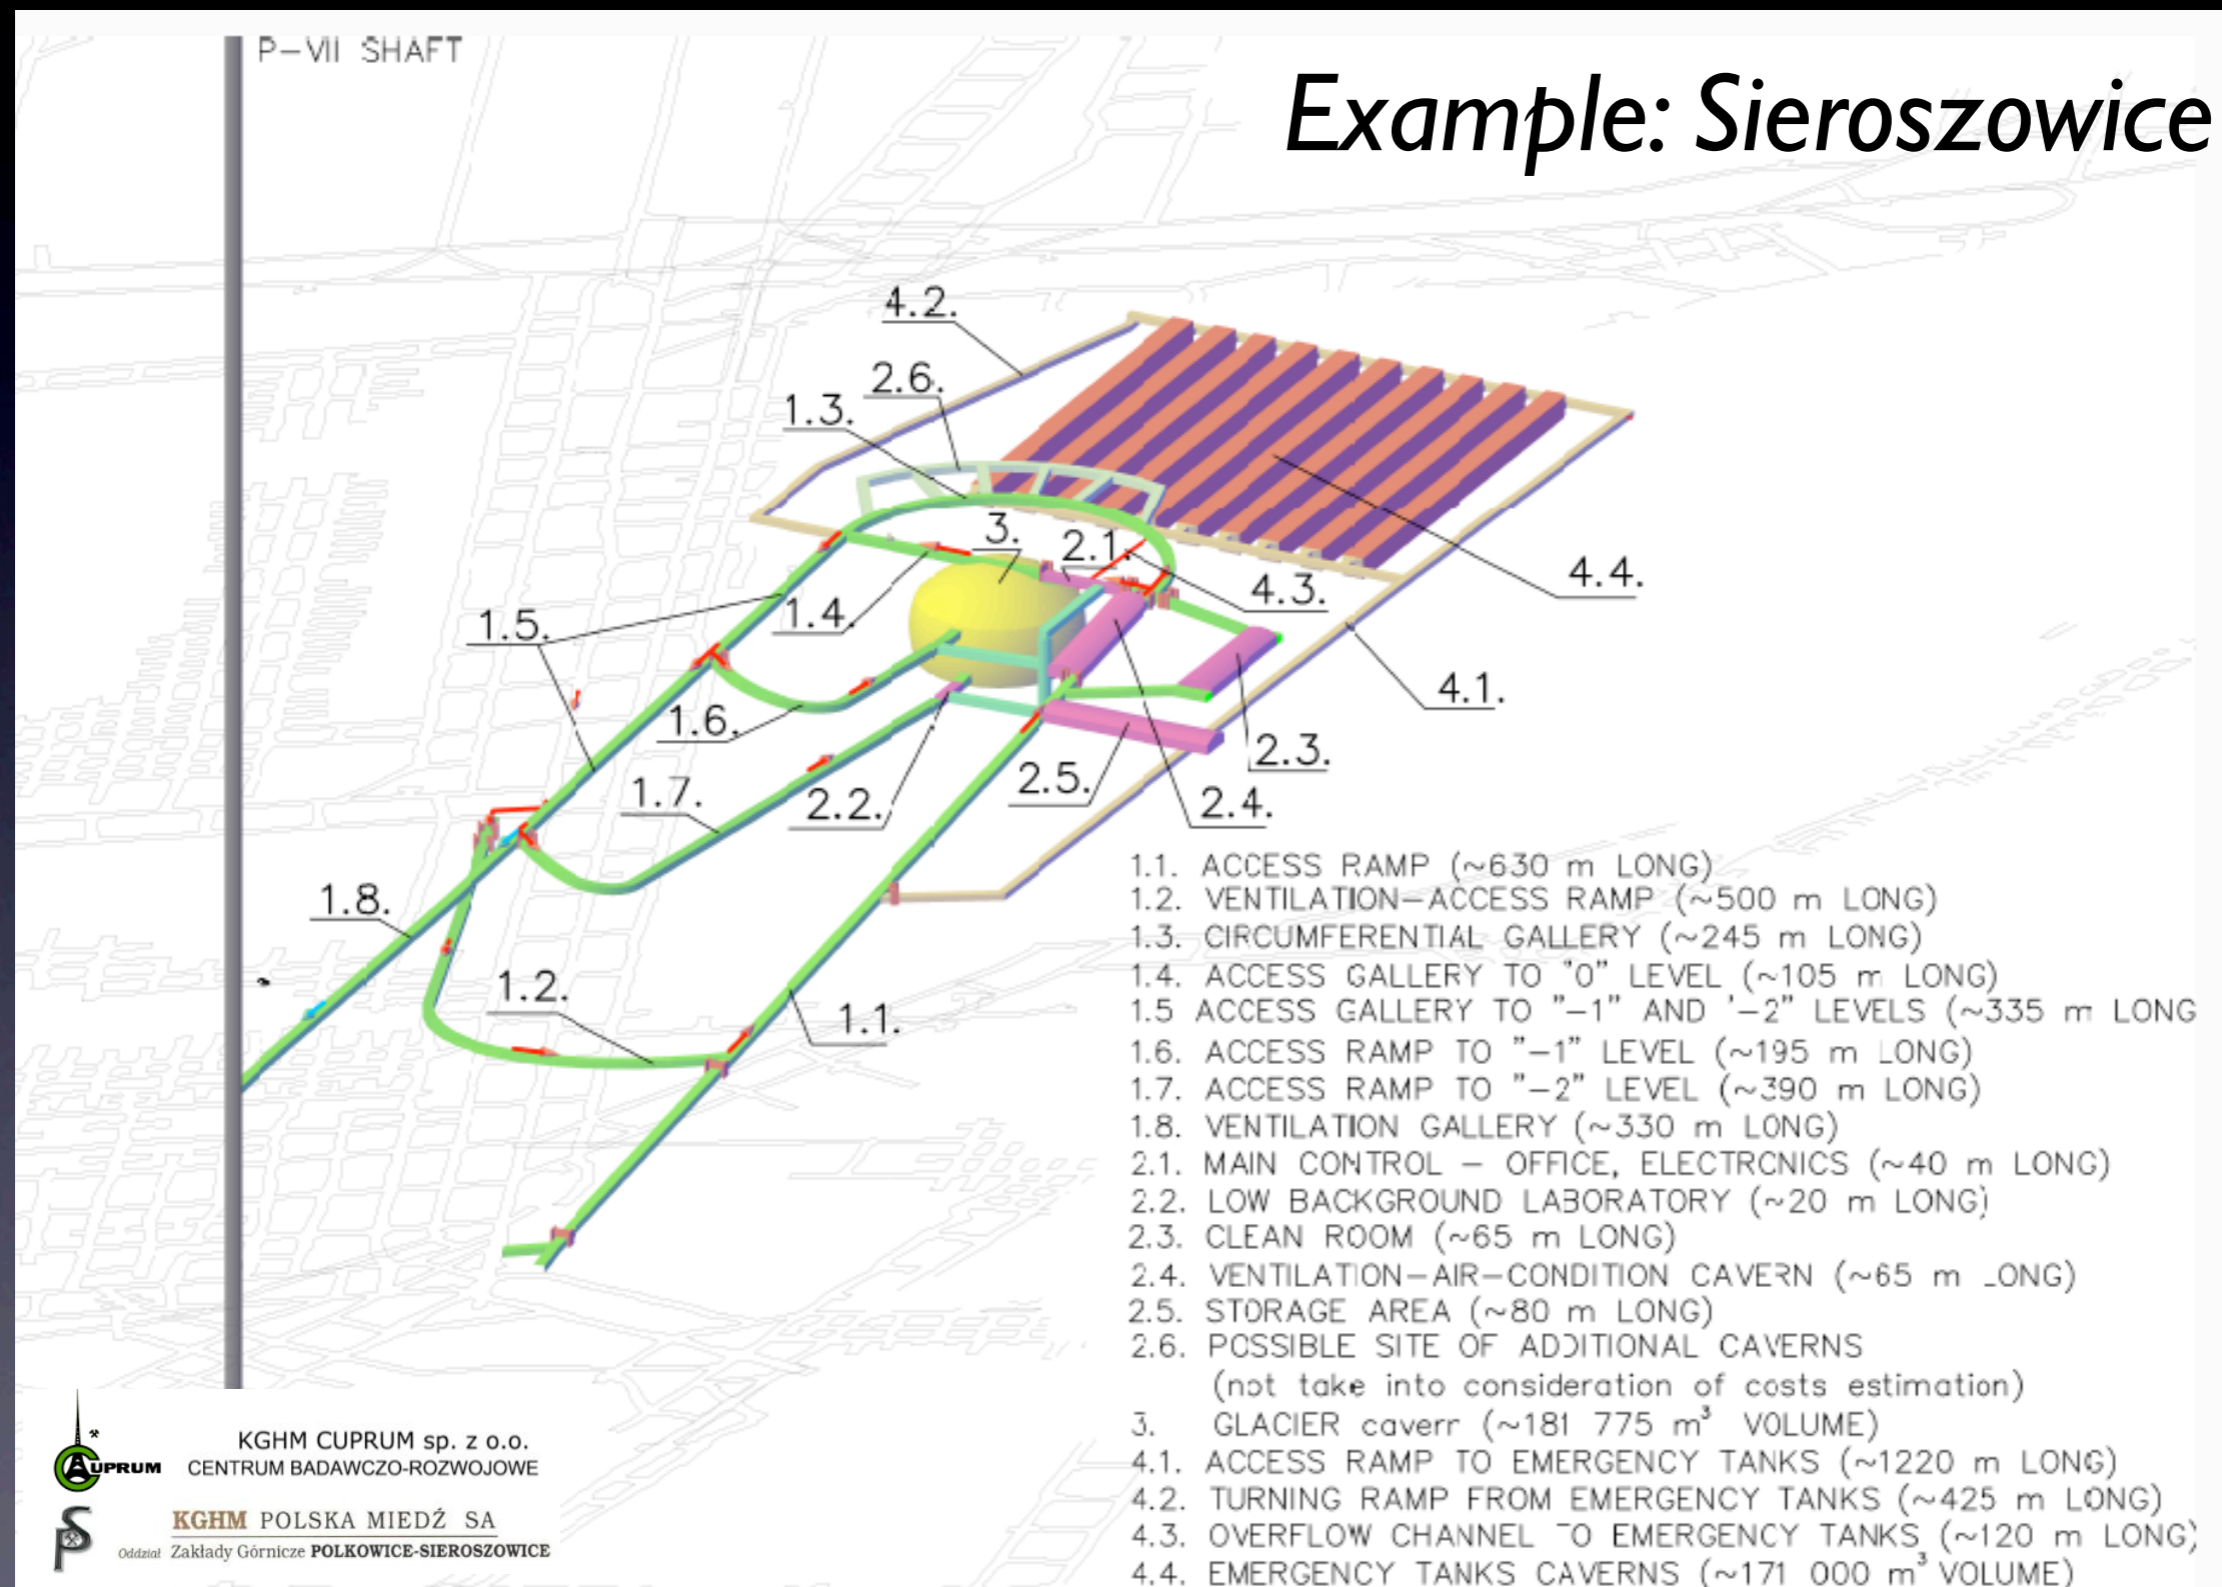 P-VII SHAFT
Example: Sieroszowice
4.2.
2.6.
1.3.
3.
2.1.
4.3.
4.4.
1.5.
1.4.
4.1.
1.6.
2.3.
1.7.
2.2.
2.5.
2.4.
1.8.
1.2.
1.1.
1.1. ACCESS RAMP (~630 m LONG)
1.2. VENTILATION-ACCESS RAMP (~500 m LONG)
1.3. CIRCUMFERENTIAL GALLERY (~245 m LONG)
1.4. ACCESS GALLERY TO "0" LEVEL (~105 m LONG)
1.5 ACCESS GALLERY TO "-1" AND '-2" LEVELS (~335 m LONG
1.6. ACCESS RAMP TO "-1" LEVEL (~195 m LONG)
1.7. ACCESS RAMP TO "-2" LEVEL (~390 m LONG)
1.8. VENTILATION GALLERY (~330 m LONG)
2.1. MAIN CONTROL - OFFICE, ELECTRONICS (~40 m LONG)
2.2. LOW BACKGROUND LABORATORY (~20 m LONG)
2.3. CLEAN ROOM (~65 m LONG)
2.4. VENTILATION-AIR-CONDITION CAVERN (~65 m LONG)
2.5. STORAGE AREA (~80 m LONG)
2.6. POSSIBLE SITE OF ADDITIONAL CAVERNS
(not take into consideration of costs estimation)
3. GLACIER cavern (~181 775 m³ VOLUME)
4.1. ACCESS RAMP TO EMERGENCY TANKS (~1220 m LONG)
4.2. TURNING RAMP FROM EMERGENCY TANKS (~425 m LONG)
4.3. OVERFLOW CHANNEL TO EMERGENCY TANKS (~120 m LONG)
4.4. EMERGENCY TANKS CAVERNS (~171 000 m³ VOLUME)
CUPRUM
KGHM CUPRUM sp. z o.o.
CENTRUM BADAWCZO-ROZWOJOWE
KGHM POLSKA MIEDŹ SA
Oddział Zakłady Górnicze POLKOWICE-SIEROSZOWICE